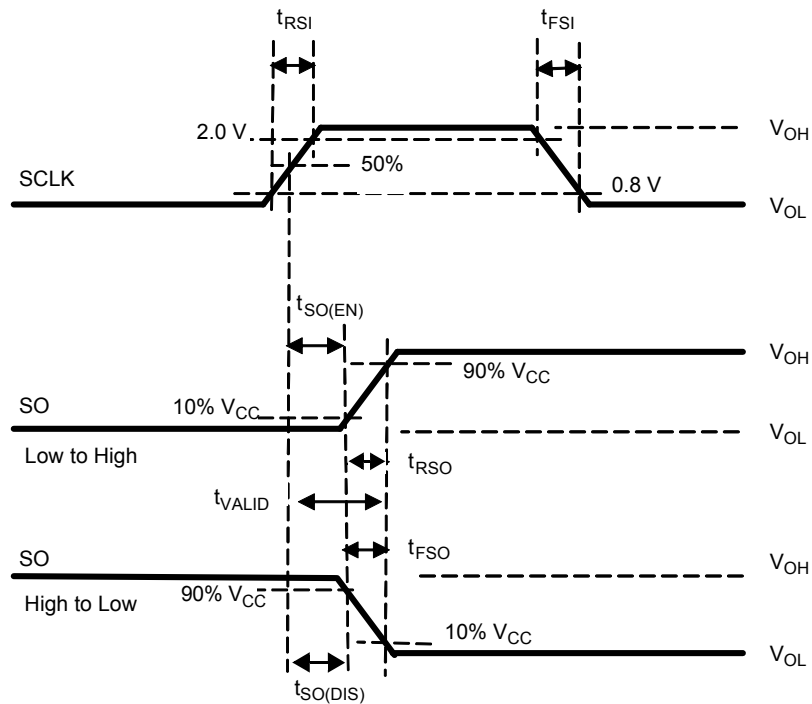 tRSI
tFSI
2.0 V
VOH
50%
SCLK
0.8 V
VOL
tSO(EN)
VOH
90% VCC
10% VCC
SO
VOL
Low to High
tRSO
tVALID
tFSO
SO
VOH
90% VCC
High to Low
10% VCC
VOL
tSO(DIS)